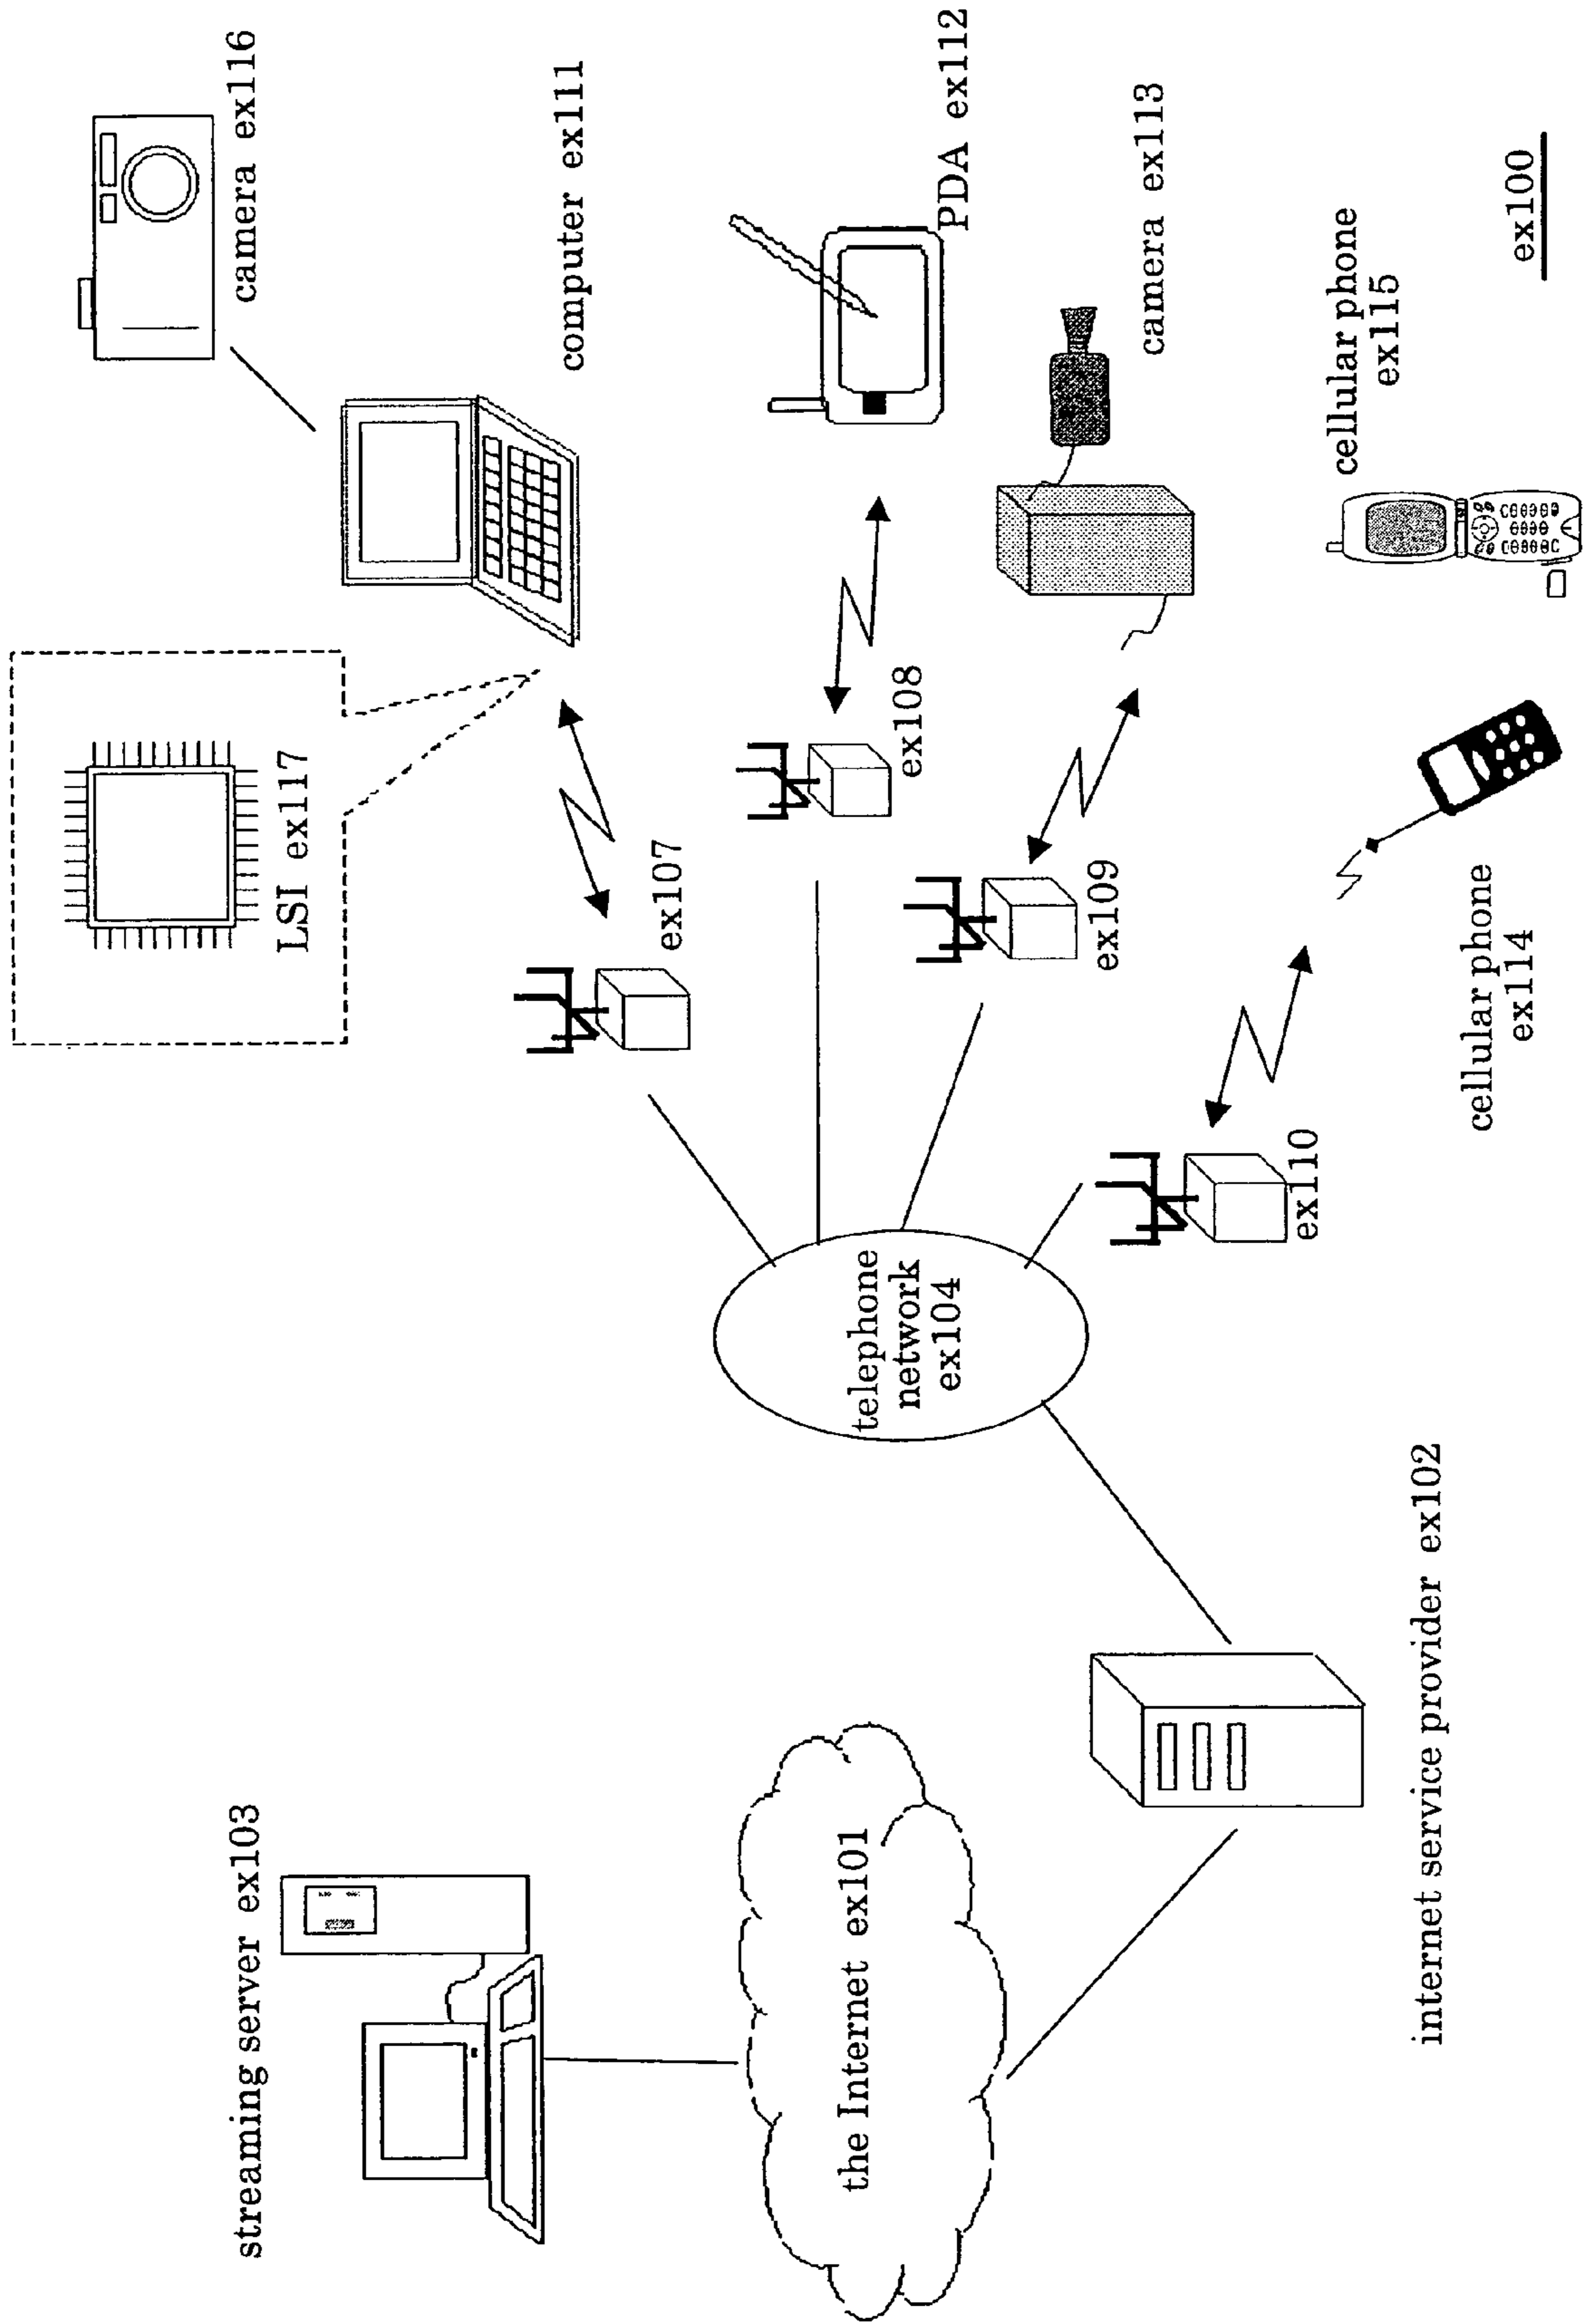 camera ex116
LSI ex117
streaming server ex103
computer ex111
ex107
PDA ex112
ex108
the Internet ex101
telephone
network
ex104
ex109
camera ex113
ex110
cellular phone
ex115
internet service provider ex102
cellular phone
ex114
ex100